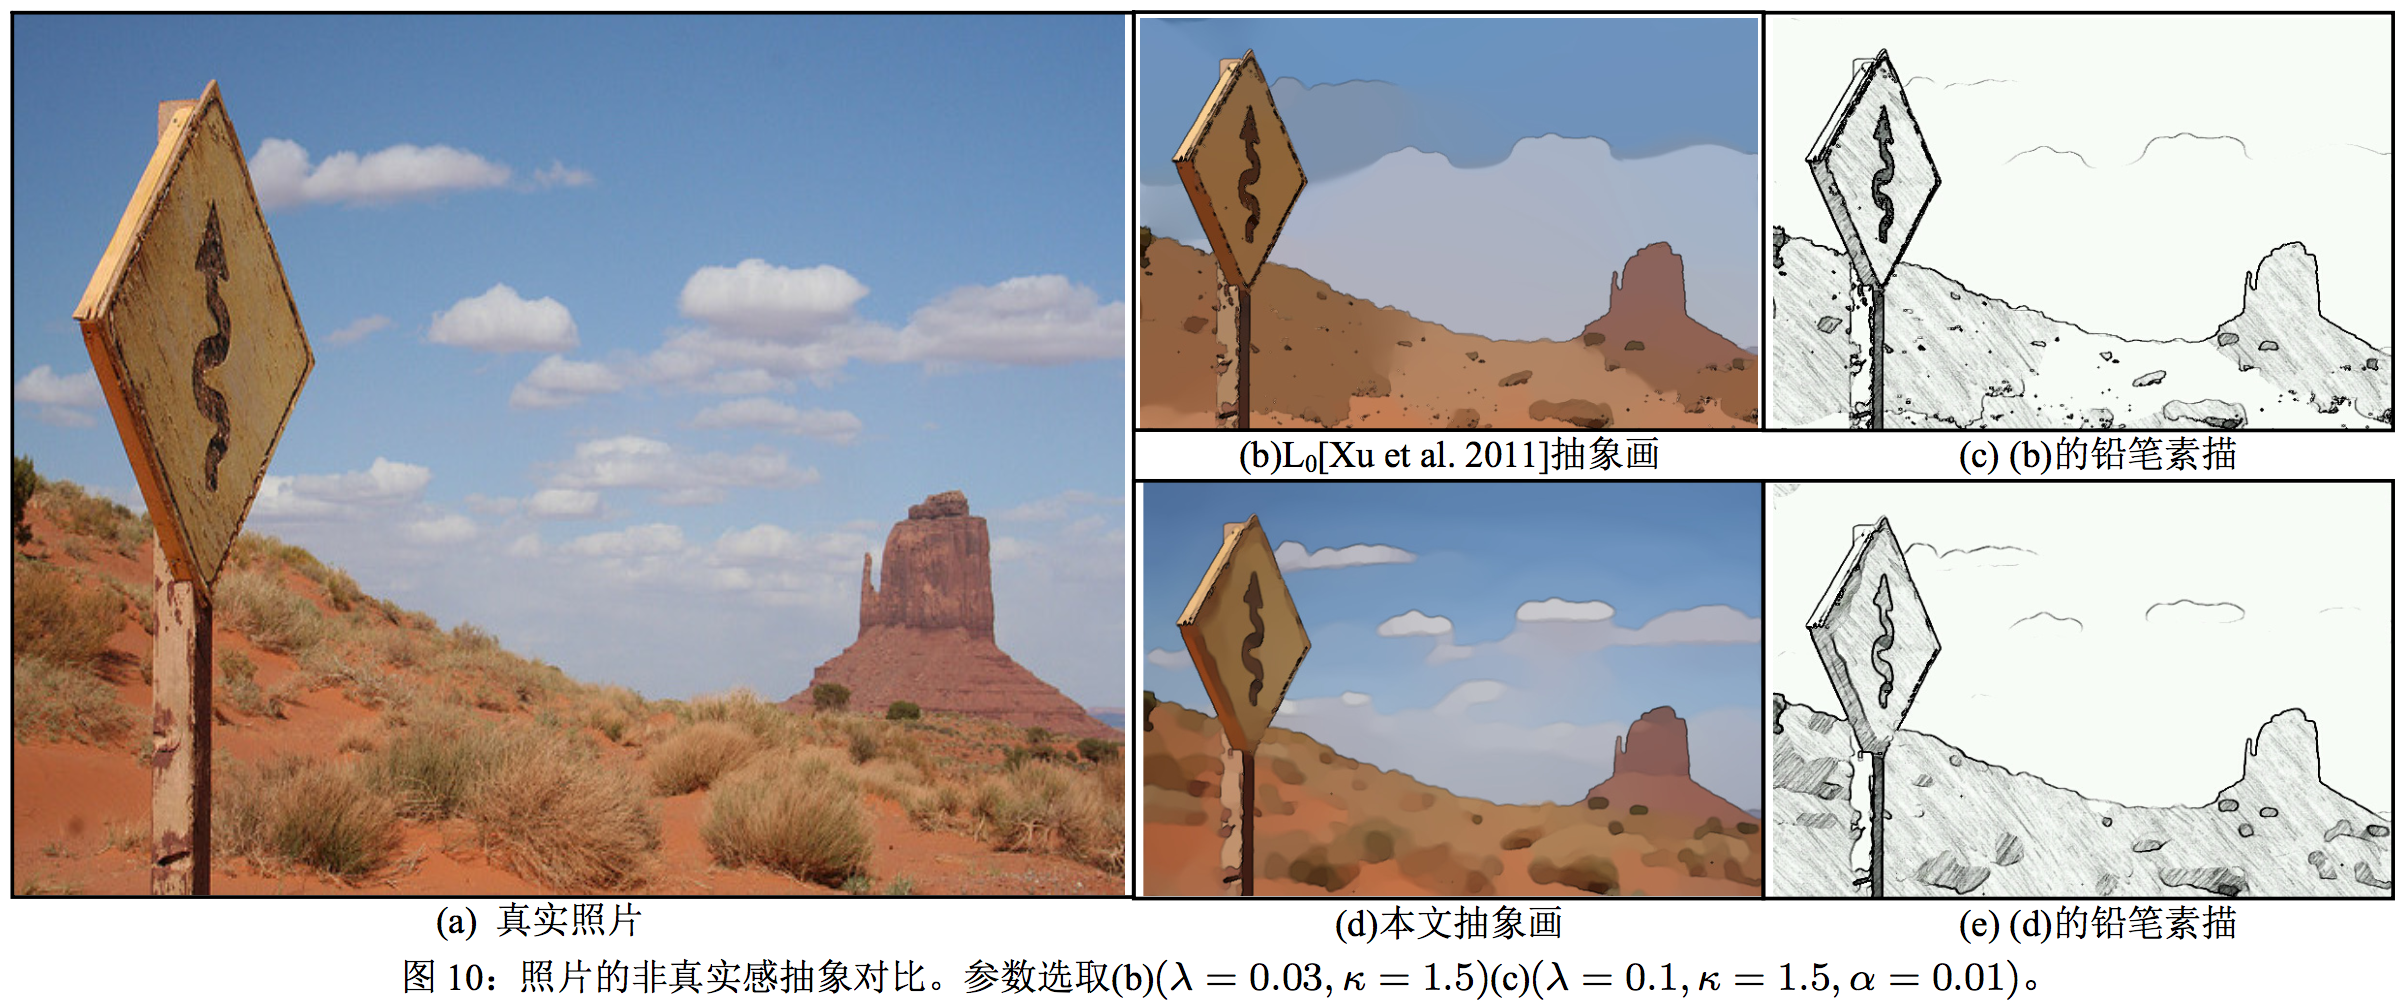 (b)L₀[Xu et al. 2011]抽象画
(c) (b)的铅笔素描
(a) 真实照片
(d)本文抽象画
(e) (d)的铅笔素描
图 10：照片的非真实感抽象对比。参数选取(b)(λ = 0.03, κ = 1.5)(c)(λ = 0.1, κ = 1.5, α = 0.01)。